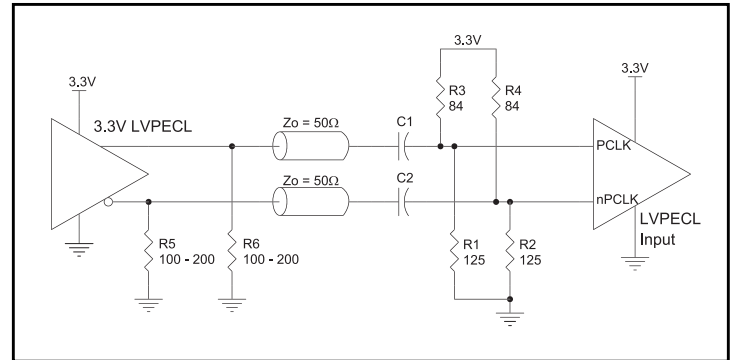 3.3V
3.3V LVPECL
R5
100 - 200
R6
100 - 200
Zo = 50Ω
Zo = 50Ω
C1
C2
3.3V
R3
84
R4
84
R1
125
R2
125
3.3V
PCLK
nPCLK
LVPECL
Input